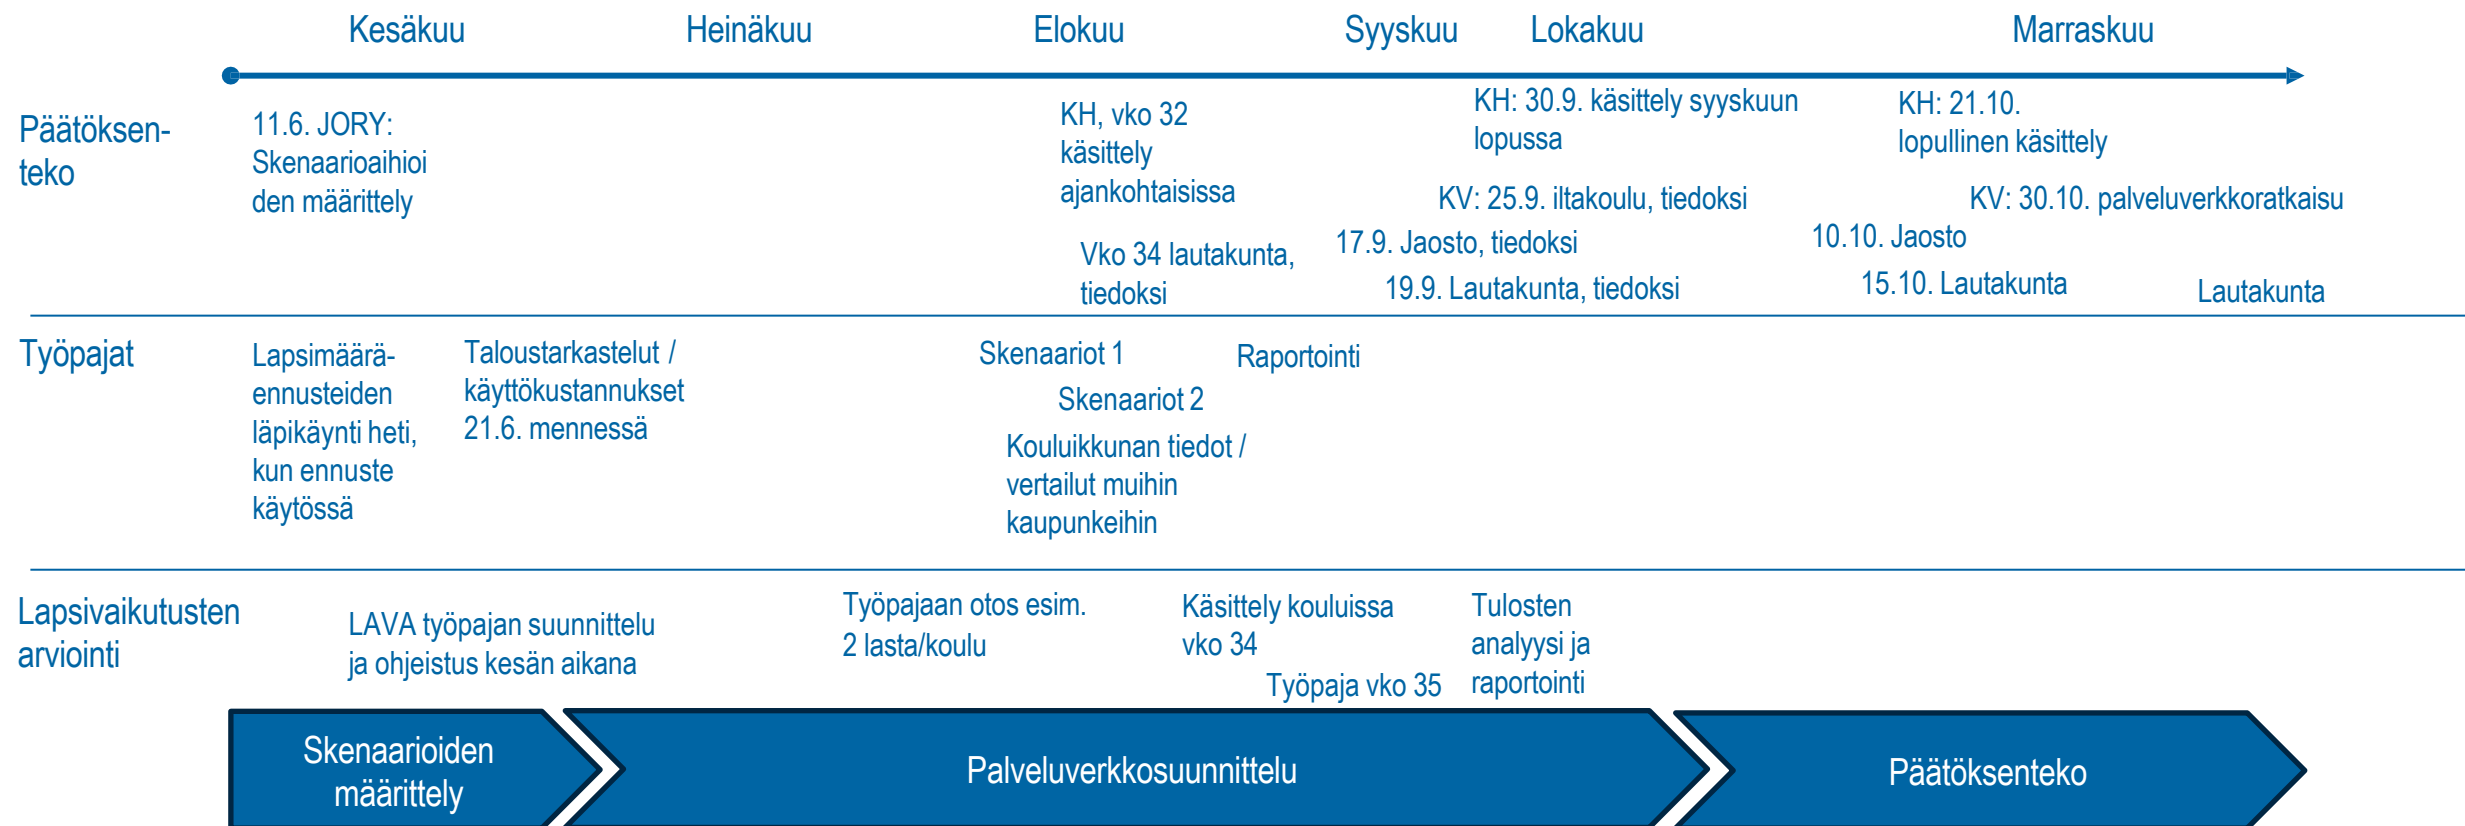 Kesäkuu
Heinäkuu
Elokuu
Syyskuu
Lokakuu
Marraskuu
Päätöksen-
teko
11.6. JORY:
Skenaarioaihioi
den määrittely
KH, vko 32
käsittely
ajankohtaisissa
Vko 34 lautakunta,
tiedoksi
KH: 30.9. käsittely syyskuun
lopussa
KV: 25.9. iltakoulu, tiedoksi
17.9. Jaosto, tiedoksi
19.9. Lautakunta, tiedoksi
KH: 21.10.
lopullinen käsittely
KV: 30.10. palveluverkkoratkaisu
10.10. Jaosto
15.10. Lautakunta
Lautakunta
Työpajat
Lapsimäärä-
ennusteiden
läpikäynti heti,
kun ennuste
käytössä
Taloustarkastelut /
käyttökustannukset
21.6. mennessä
Skenaariot 1
Skenaariot 2
Kouluikkunan tiedot /
vertailut muihin
kaupunkeihin
Raportointi
Lapsivaikutusten
arviointi
LAVA työpajan suunnittelu
ja ohjeistus kesän aikana
Työpajaan otos esim.
2 lasta/koulu
Käsittely kouluissa
vko 34
Työpaja vko 35
Tulosten
analyysi ja
raportointi
Skenaarioiden
määrittely
Palveluverkkosuunnittelu
Päätöksenteko